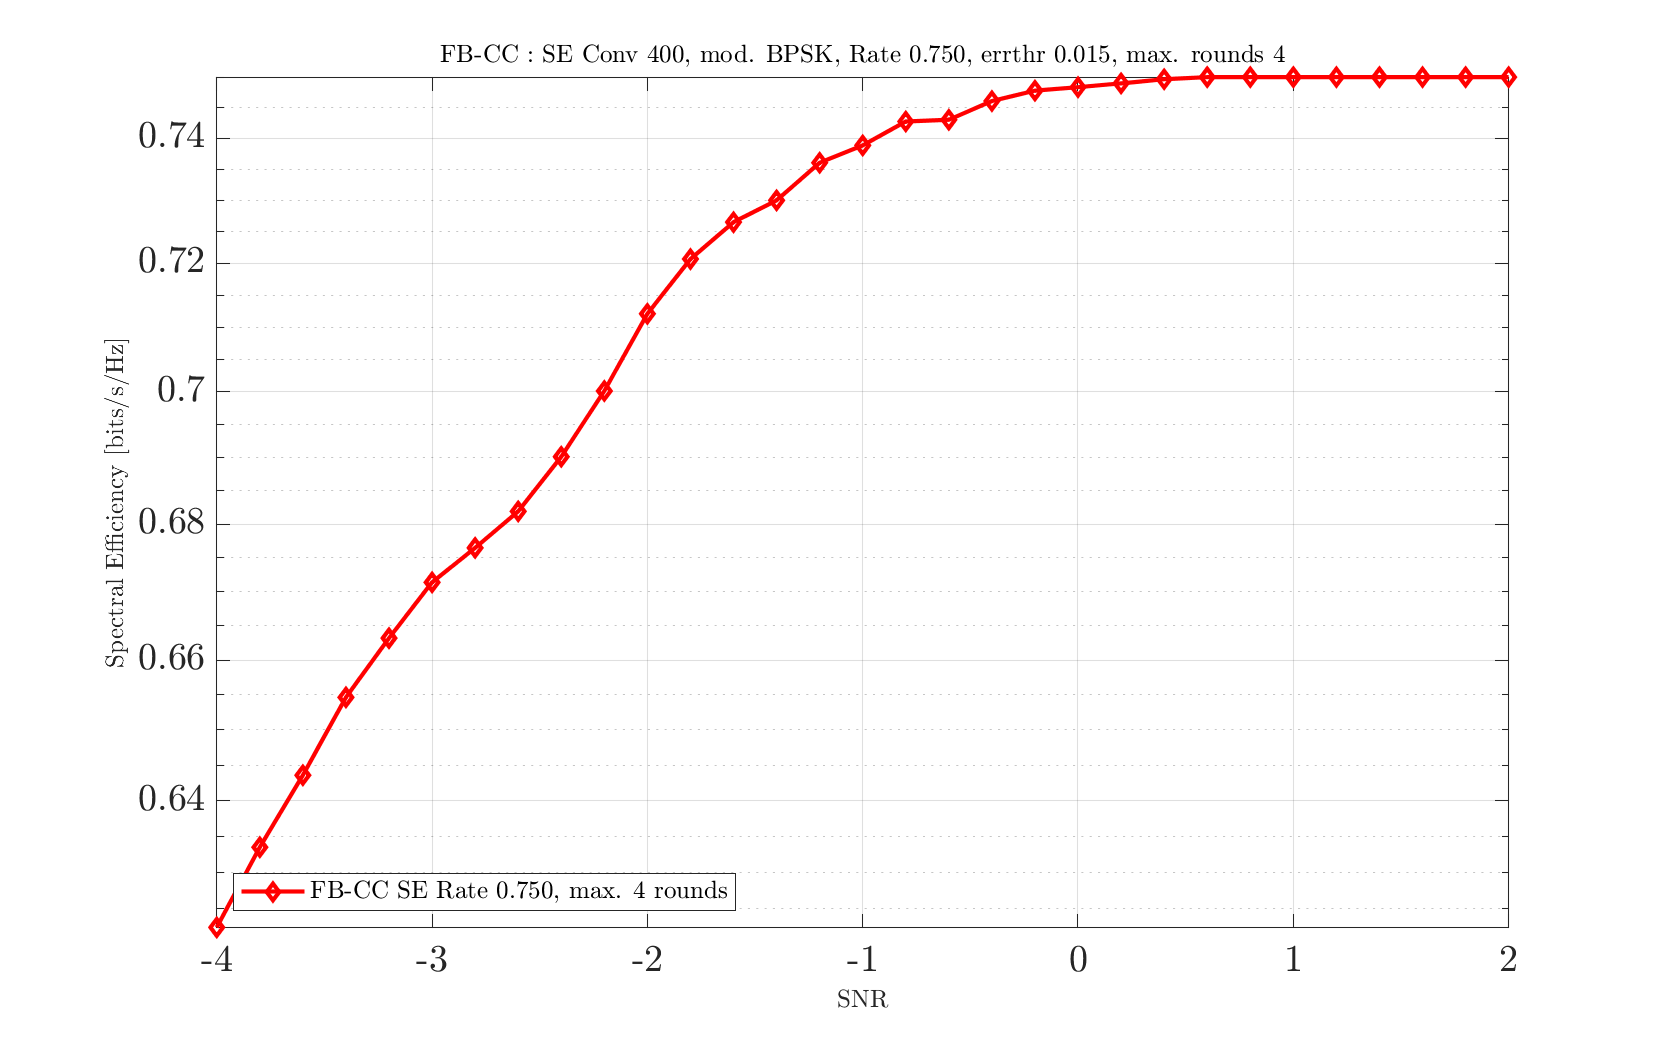 FB-CC : SE Conv 400, mod. BPSK, Rate 0.750, errthr 0.015, max. rounds 4
0.74
0.72
0.7
0.68
0.66
0.64
Spectral Efficiency [bits/s/Hz]
FB-CC SE Rate 0.750, max. 4 rounds
-4 -3 -2 -1 0 1 2
SNR